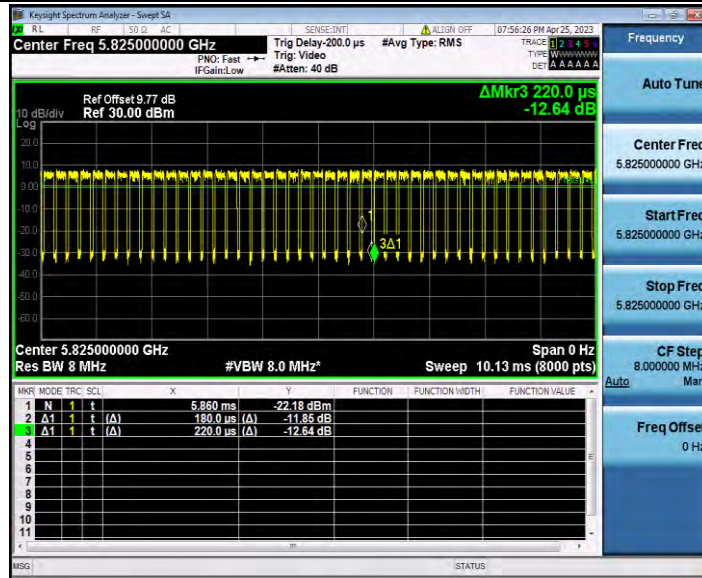 Keysight Spectrum Analyzer - Swept SA
RL RF 50 Ω AC SENSE:INT ALIGN OFF 07:56:26 PM Apr 25, 2023
Center Freq 5.825000000 GHz
PNO: Fast
IFGain:Low
Trig Delay-200.0 μs
Trig: Video
#Atten: 40 dB
#Avg Type: RMS
TRACE 1 2 3 4 5 6
TYPE W
DET A A A A A A
Ref Offset 9.77 dB
Ref 30.00 dBm
10 dB/div
Log
ΔMkr3 220.0 μs
-12.64 dB
20.0
10.0
0.00
-10.0
-20.0
-30.0
-40.0
-50.0
-60.0
1
3Δ1
Center 5.825000000 GHz Span 0 Hz
Res BW 8 MHz #VBW 8.0 MHz* Sweep 10.13 ms (8000 pts)
MKR MODE TRC SCL X Y FUNCTION FUNCTION WIDTH FUNCTION VALUE
1 N 1 t 5.860 ms -22.18 dBm
2 Δ1 1 t (Δ) 180.0 μs (Δ) -11.85 dB
3 Δ1 1 t (Δ) 220.0 μs (Δ) -12.64 dB
4
5
6
7
8
9
10
11
MSG STATUS
Frequency
Auto Tune
Center Freq
5.825000000 GHz
Start Freq
5.825000000 GHz
Stop Freq
5.825000000 GHz
CF Step
8.000000 MHz
Auto Man
Freq Offset
0 Hz